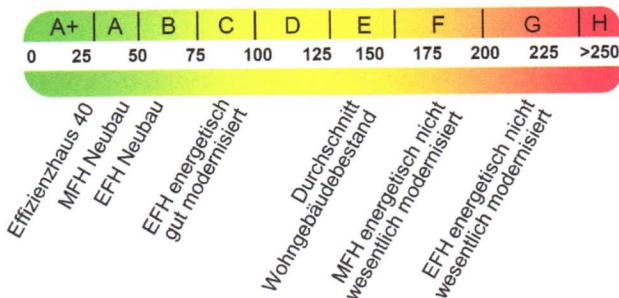 A+ A B C D E F G H
0 25 50 75 100 125 150 175 200 225 >250
Effizienzhaus 40
MFH Neubau
EFH Neubau
EFH energetisch
gut modernisiert
Durchschnitt
Wohngebäudebestand
MFH energetisch nicht
wesentlich modernisiert
EFH energetisch nicht
wesentlich modernisiert